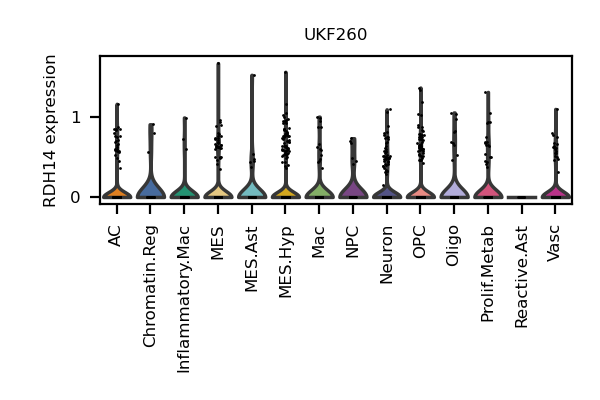 UKF260
RDH14 expression
1
0
AC
Chromatin.Reg
Inflammatory.Mac
MES
MES.Ast
MES.Hyp
Mac
NPC
Neuron
OPC
Oligo
Prolif.Metab
Reactive.Ast
Vasc